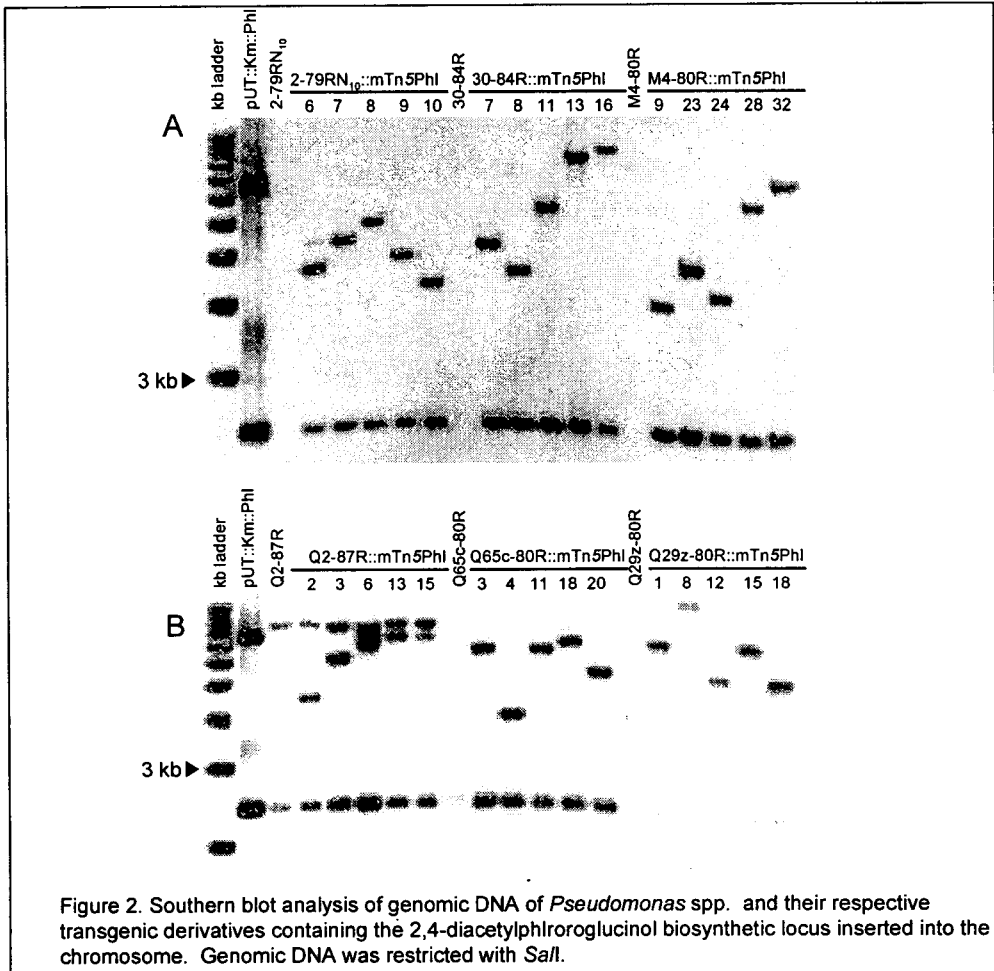 kb ladder
pUT::Km::Phl
2-79RN10
2-79RN10::mTn5Phl
30-84R
30-84R::mTn5Phl
M4-80R
M4-80R::mTn5Phl
6 7 8 9 10 7 8 11 13 16 9 23 24 28 32
A
3 kb
kb ladder
pUT::Km::Phl
Q2-87R
Q2-87R::mTn5Phl
Q65c-80R
Q65c-80R::mTn5Phl
Q29z-80R
Q29z-80R::mTn5Phl
2 3 6 13 15 3 4 11 18 20 1 8 12 15 18
B
3 kb
Figure 2. Southern blot analysis of genomic DNA of Pseudomonas spp. and their respective
transgenic derivatives containing the 2,4-diacetylphlroroglucinol biosynthetic locus inserted into the
chromosome. Genomic DNA was restricted with SalI.